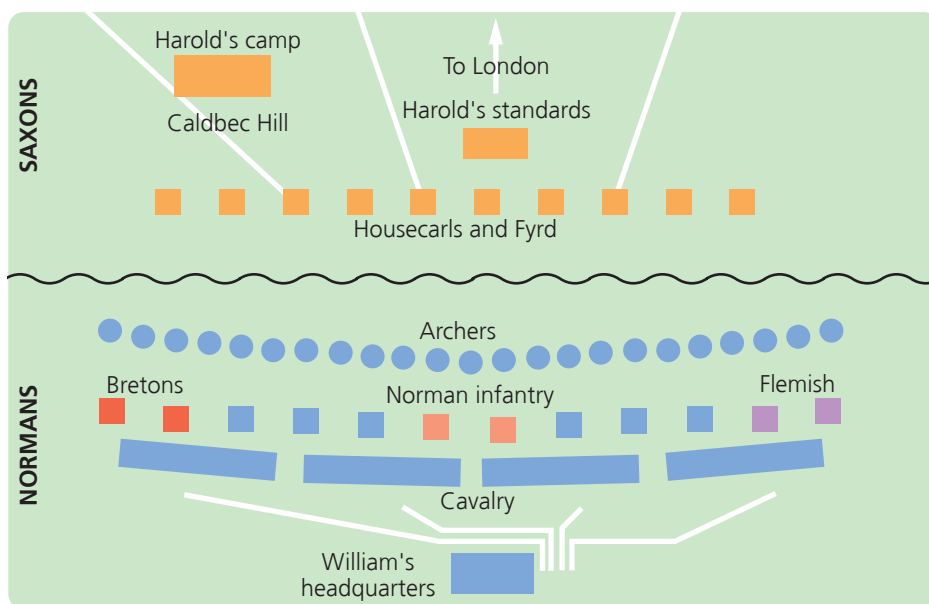 SAXONS
Harold's camp
To London
Harold's standards
Caldbec Hill
Housecarls and Fyrd
NORMANS
Archers
Bretons
Norman infantry
Flemish
Cavalry
William's
headquarters